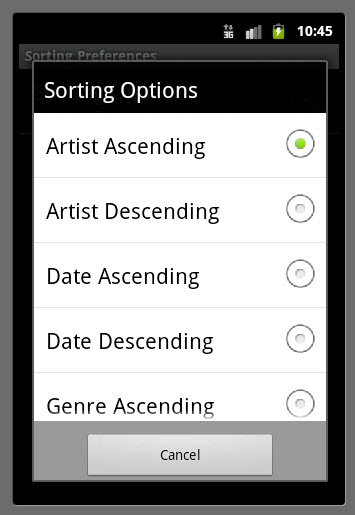 3G 10:45
Sorting Preferences
Sorting Options
Artist Ascending
Artist Descending
Date Ascending
Date Descending
Genre Ascending
Cancel